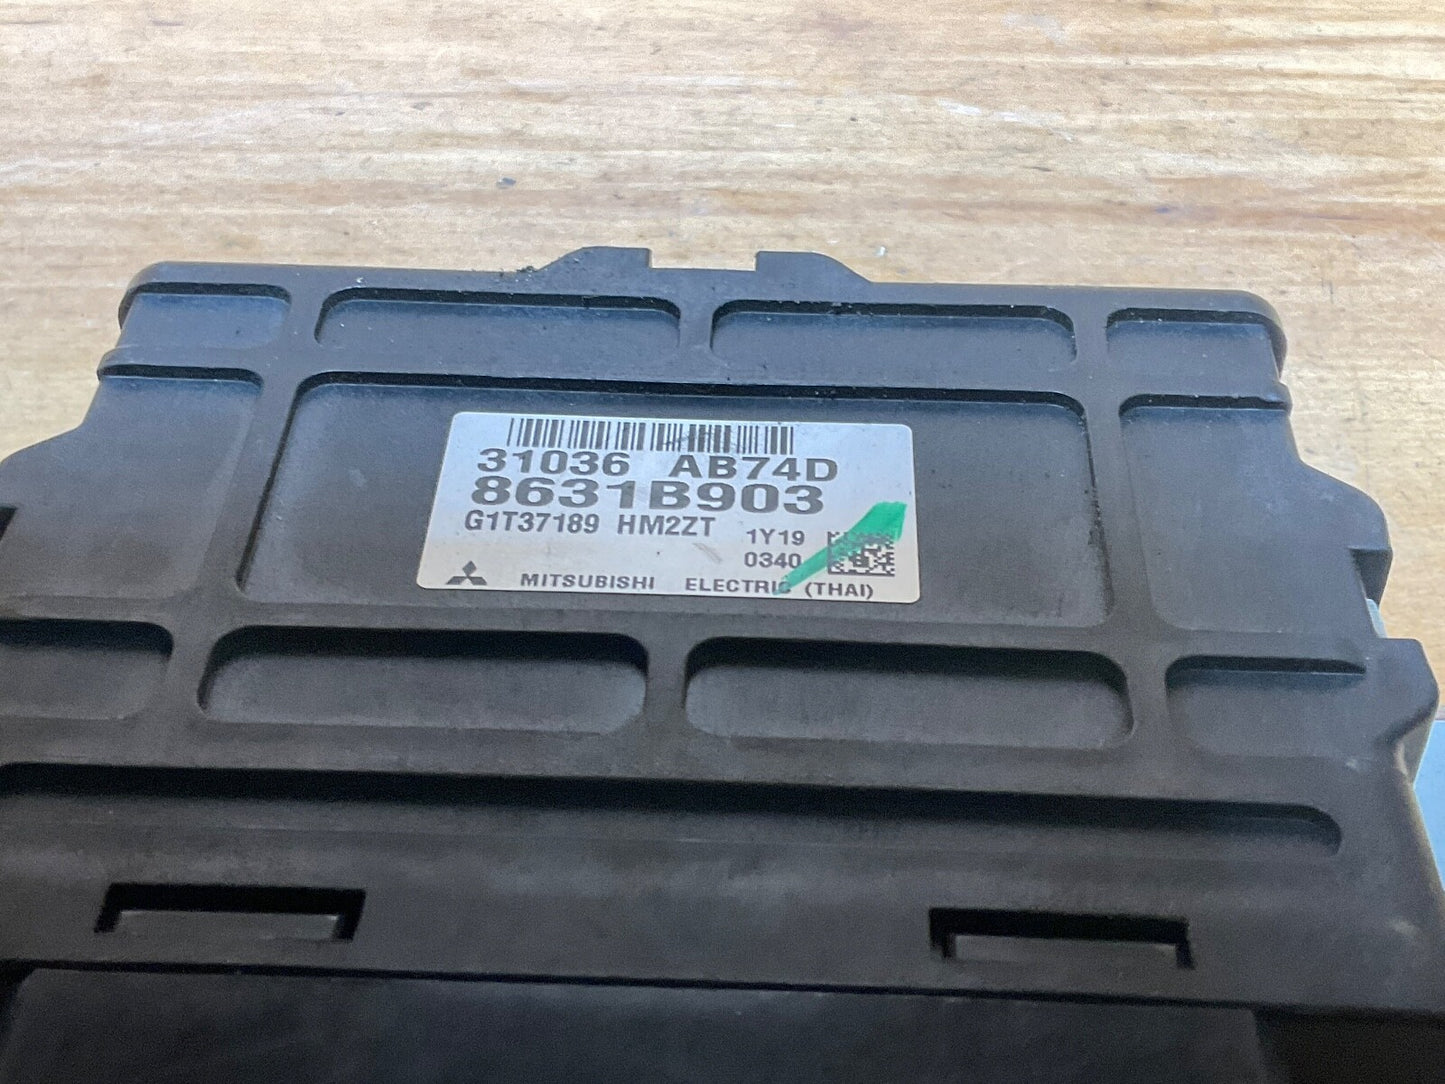 31036 AB74D
8631B903
G1T37189 HM2ZT 1Y19
0340
MITSUBISHI ELECTRIC (THAI)